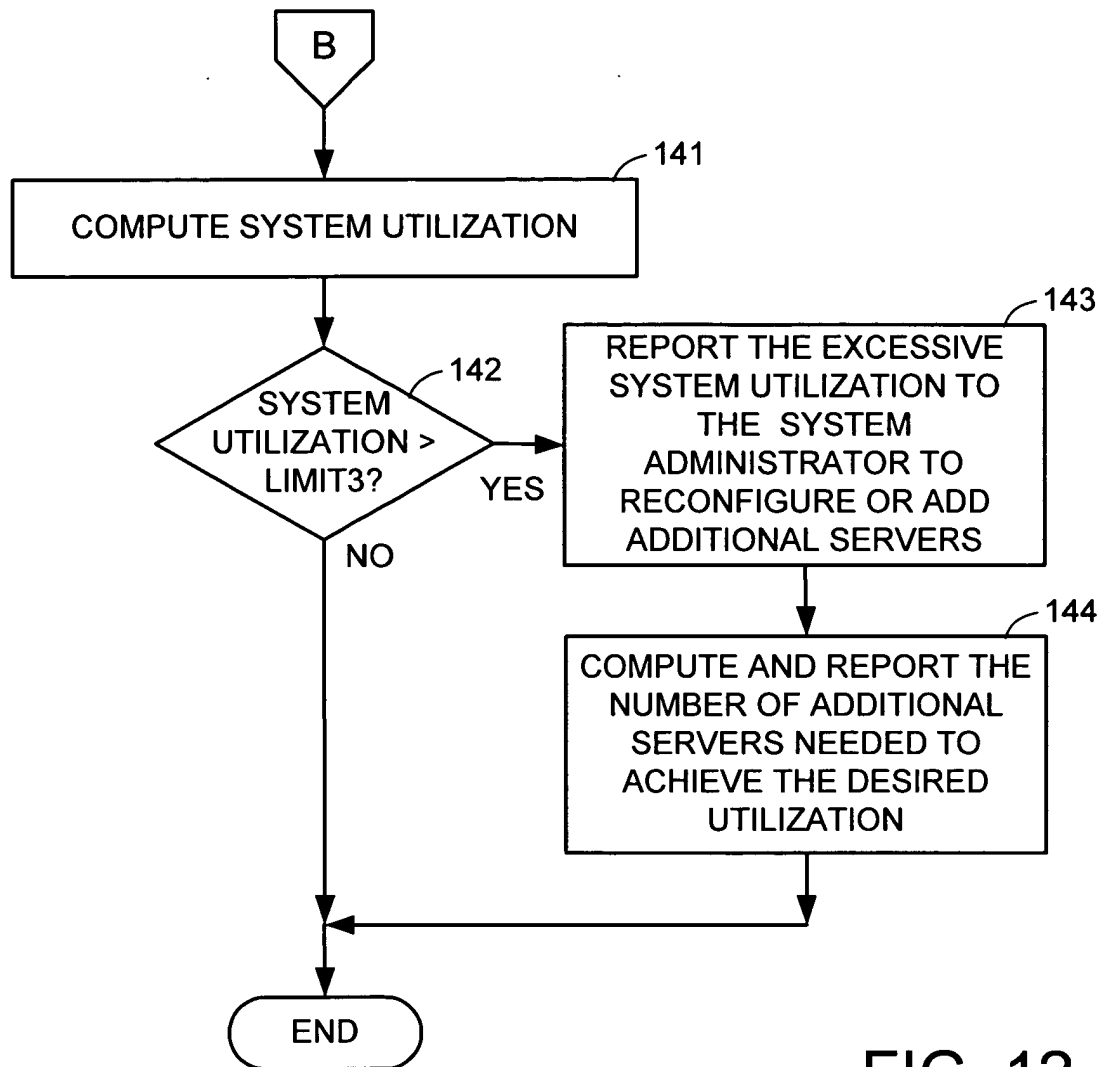 B
141
COMPUTE SYSTEM UTILIZATION
142
SYSTEM
UTILIZATION >
LIMIT3?
YES
NO
143
REPORT THE EXCESSIVE
SYSTEM UTILIZATION TO
THE SYSTEM
ADMINISTRATOR TO
RECONFIGURE OR ADD
ADDITIONAL SERVERS
144
COMPUTE AND REPORT THE
NUMBER OF ADDITIONAL
SERVERS NEEDED TO
ACHIEVE THE DESIRED
UTILIZATION
END
FIG.